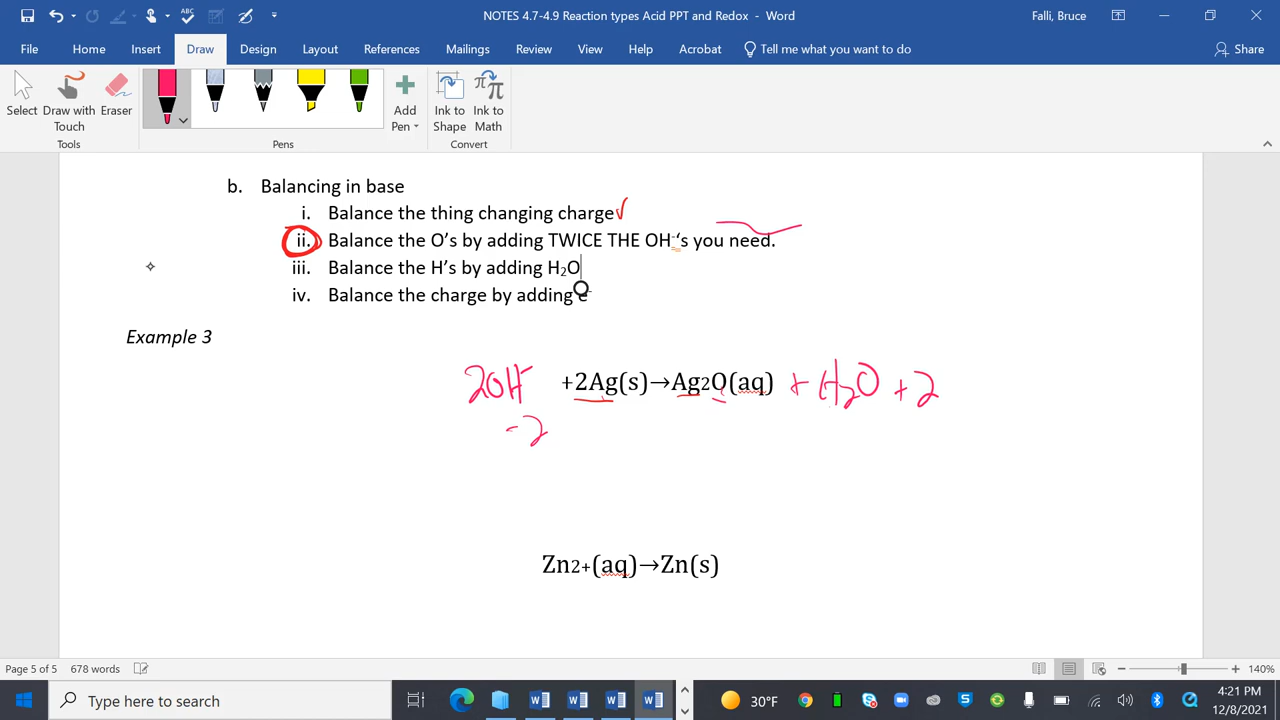 NOTES 4.7-4.9 Reaction types Acid PPT and Redox - Word
Falli, Bruce
File Home Insert Draw Design Layout References Mailings Review View Help Acrobat Tell me what you want to do Share
Select Draw with Touch Eraser Add Pen Ink to Shape Ink to Math
Tools Pens Convert
b. Balancing in base
i. Balance the thing changing charge✓
ii. Balance the O's by adding TWICE THE OH-'s you need.
iii. Balance the H's by adding H₂O
iv. Balance the charge by adding e-
Example 3
2OH- +2Ag(s)→Ag2O(aq) + H₂O + 2
-2
Zn2+(aq)→Zn(s)
Page 5 of 5 678 words 140%
Type here to search 30°F 4:21 PM
12/8/2021